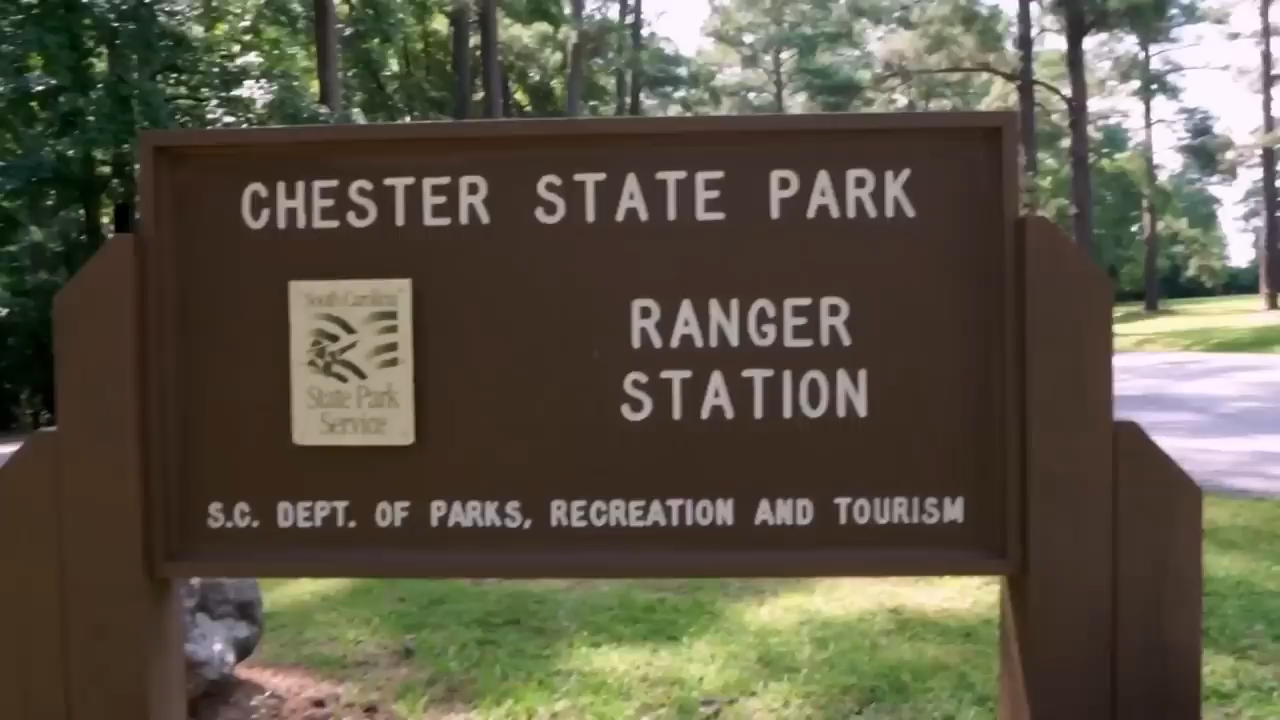 CHESTER STATE PARK
South Carolina
State Park
Service
RANGER
STATION
S.C. DEPT. OF PARKS, RECREATION AND TOURISM